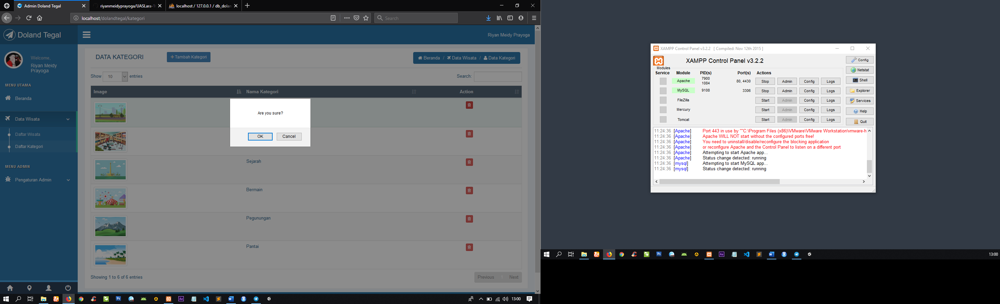 Admin Doland Tegal
riyanmeidyprayoga/UASLara-1
localhost / 127.0.0.1 / db_dolan
localhost/dolandtegal/kategori
Search
Doland Tegal
Riyan Meidy Prayoga
Welcome,
Riyan Meidy
Prayoga
MENU UTAMA
Beranda
Data Wisata
Daftar Wisata
Daftar Kategori
MENU ADMIN
Pengaturan Admin
DATA KATEGORI
Tambah Kategori
Beranda / Data Wisata / Data Kategori
Show 10 entries
Search:
Image Nama Kategori Action
Are you sure?
OK Cancel
Sejarah
Bermain
Pegunungan
Pantai
Showing 1 to 6 of 6 entries
Previous 1 Next
13:00
XAMPP Control Panel v3.2.2 [ Compiled: Nov 12th 2015 ]
XAMPP Control Panel v3.2.2
Modules
Service Module PID(s) Port(s) Actions
Apache 7900 1084 80, 4430 Stop Admin Config Logs
MySQL 9108 3306 Stop Admin Config Logs
FileZilla Start Admin Config Logs
Mercury Start Admin Config Logs
Tomcat Start Admin Config Logs
Config
Netstat
Shell
Explorer
Services
Help
Quit
11:24:36 [Apache] Port 443 in use by ""C:\Program Files (x86)\VMware\VMware Workstation\vmware-h
11:24:36 [Apache] Apache WILL NOT start without the configured ports free!
11:24:36 [Apache] You need to uninstall/disable/reconfigure the blocking application
11:24:36 [Apache] or reconfigure Apache and the Control Panel to listen on a different port
11:24:36 [Apache] Attempting to start Apache app...
11:24:36 [Apache] Status change detected: running
11:24:36 [mysql] Attempting to start MySQL app...
11:24:36 [mysql] Status change detected: running
13:00